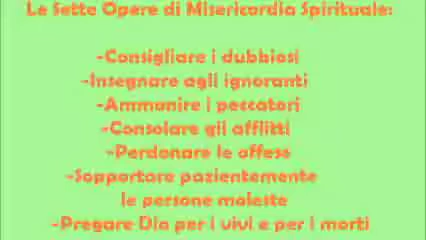 Le Sette Opere di Misericordia Spirituale:
-Consigliare i dubbiosi
-Insegnare agli ignoranti
-Ammonire i peccatori
-Consolare gli afflitti
-Perdonare le offese
-Sopportare pazientemente
le persone moleste
-Pregare Dio per i vivi e per i morti